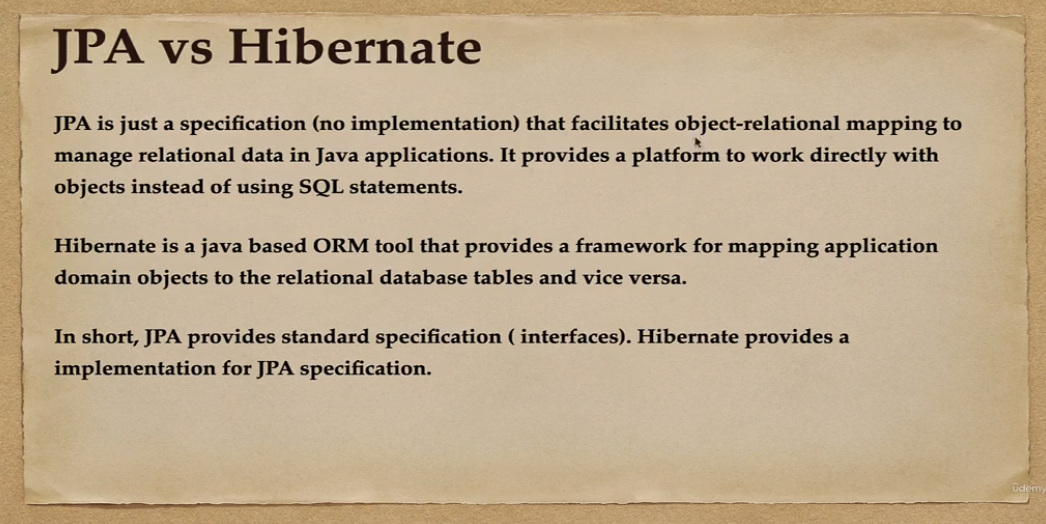 JPA vs Hibernate
JPA is just a specification (no implementation) that facilitates object-relational mapping to
manage relational data in Java applications. It provides a platform to work directly with
objects instead of using SQL statements.
Hibernate is a java based ORM tool that provides a framework for mapping application
domain objects to the relational database tables and vice versa.
In short, JPA provides standard specification ( interfaces). Hibernate provides a
implementation for JPA specification.
ûdemy